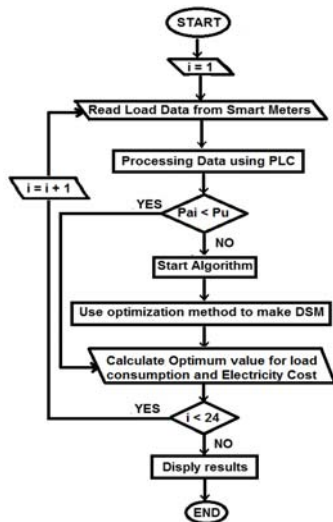 START
i = 1
Read Load Data from Smart Meters
Processing Data using PLC
i = i + 1
YES
Pai < Pu
NO
Start Algorithm
Use optimization method to make DSM
Calculate Optimum value for load
consumption and Electricity Cost
YES
i < 24
NO
Disply results
END